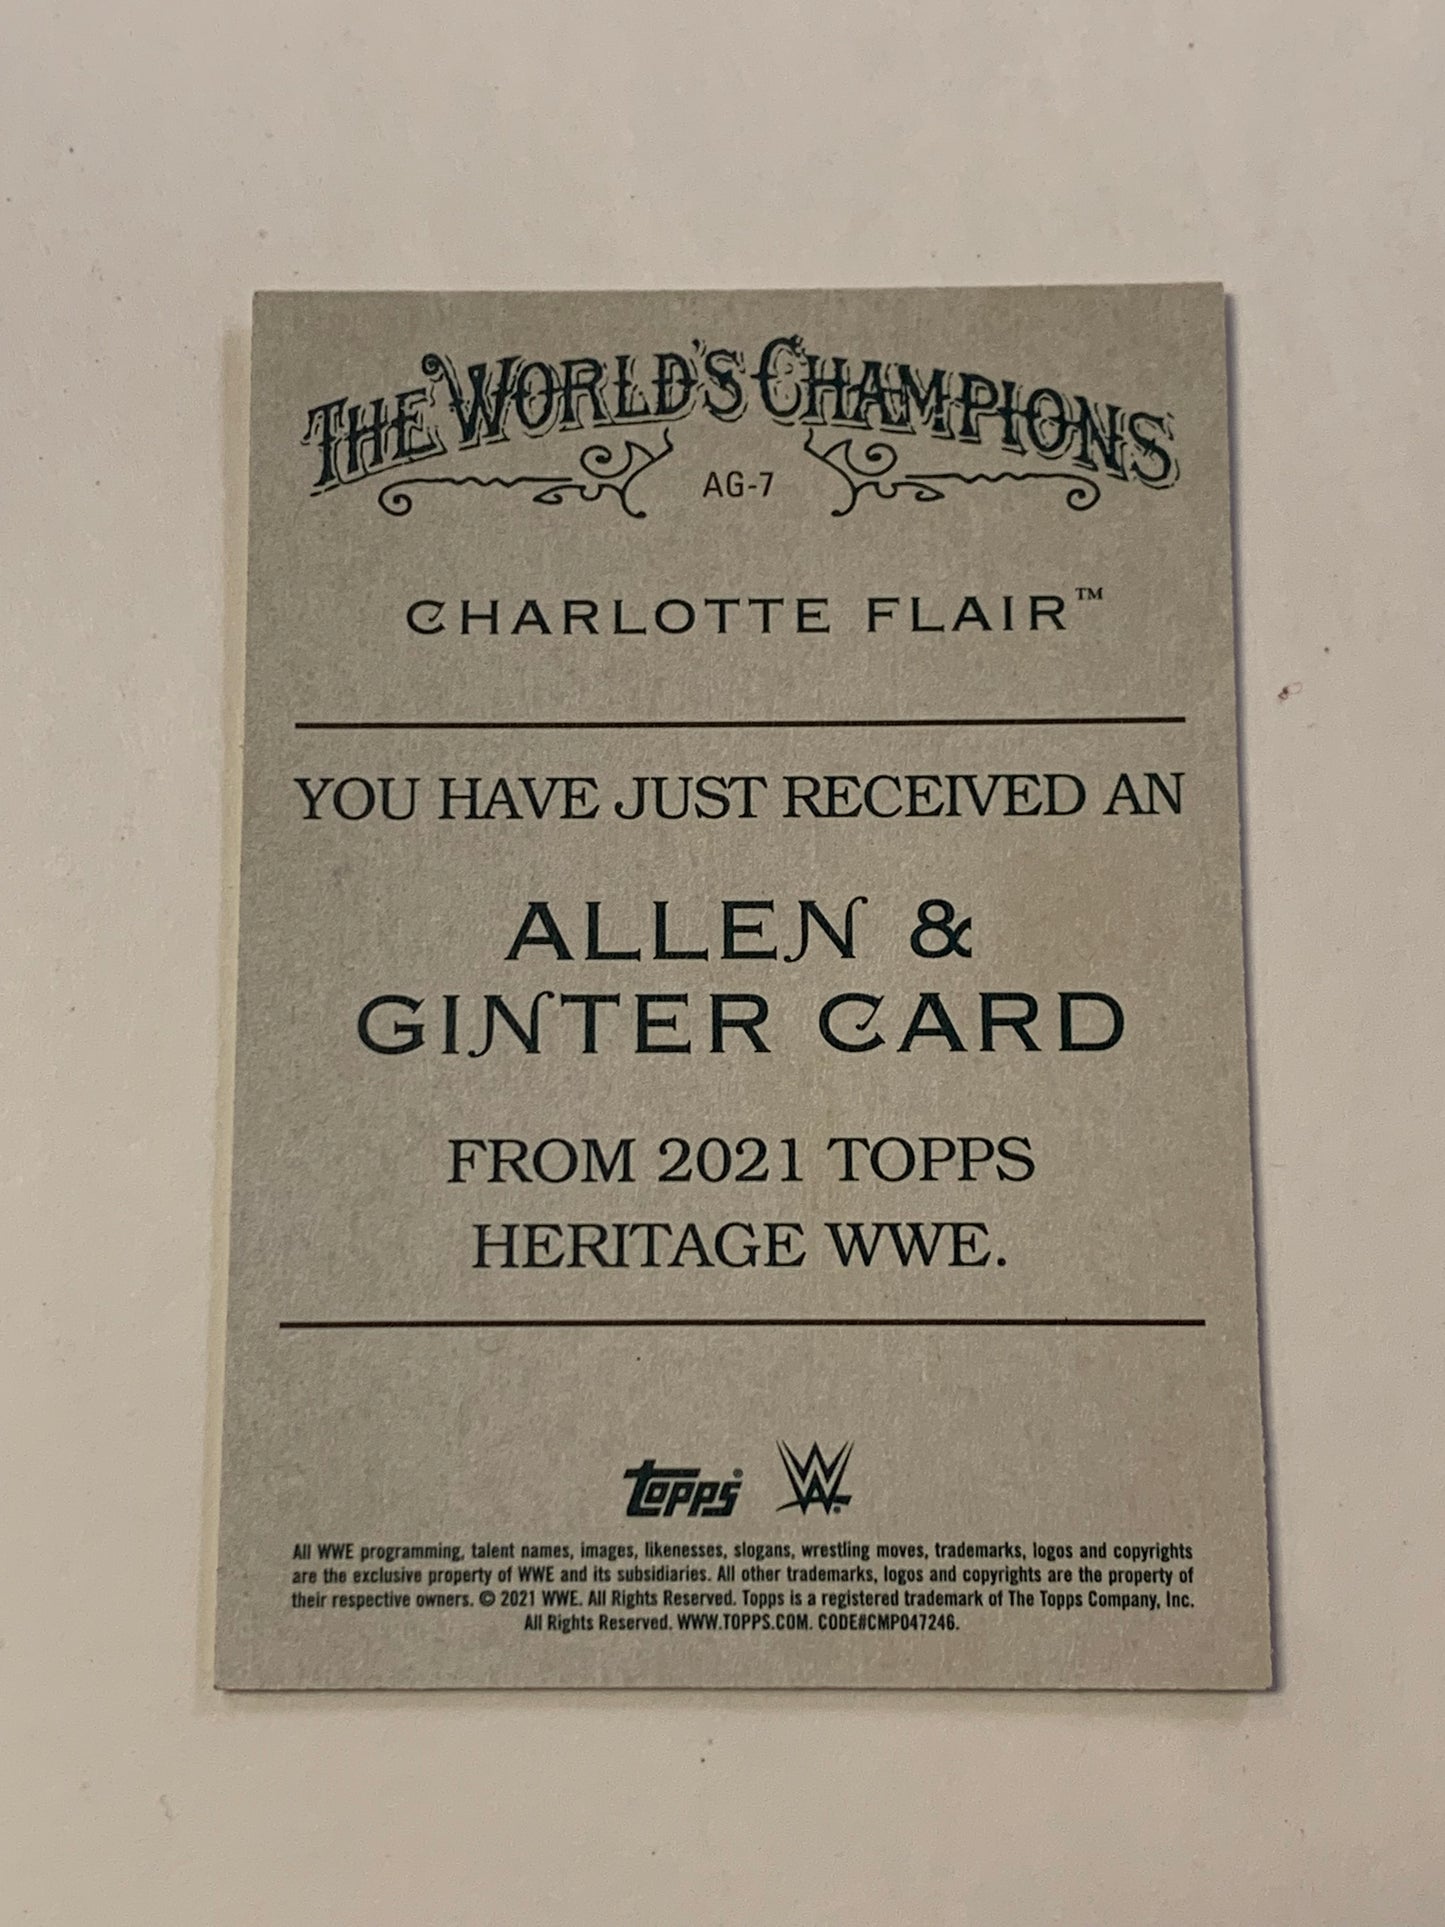 THE WORLD'S CHAMPIONS
AG-7
CHARLOTTE FLAIR™
YOU HAVE JUST RECEIVED AN
ALLEN &
GINTER CARD
FROM 2021 TOPPS
HERITAGE WWE.
topps® W
All WWE programming, talent names, images, likenesses, slogans, wrestling moves, trademarks, logos and copyrights
are the exclusive property of WWE and its subsidiaries. All other trademarks, logos and copyrights are the property of
their respective owners. © 2021 WWE. All Rights Reserved. Topps is a registered trademark of The Topps Company, Inc.
All Rights Reserved. WWW.TOPPS.COM. CODE#CMP047246.